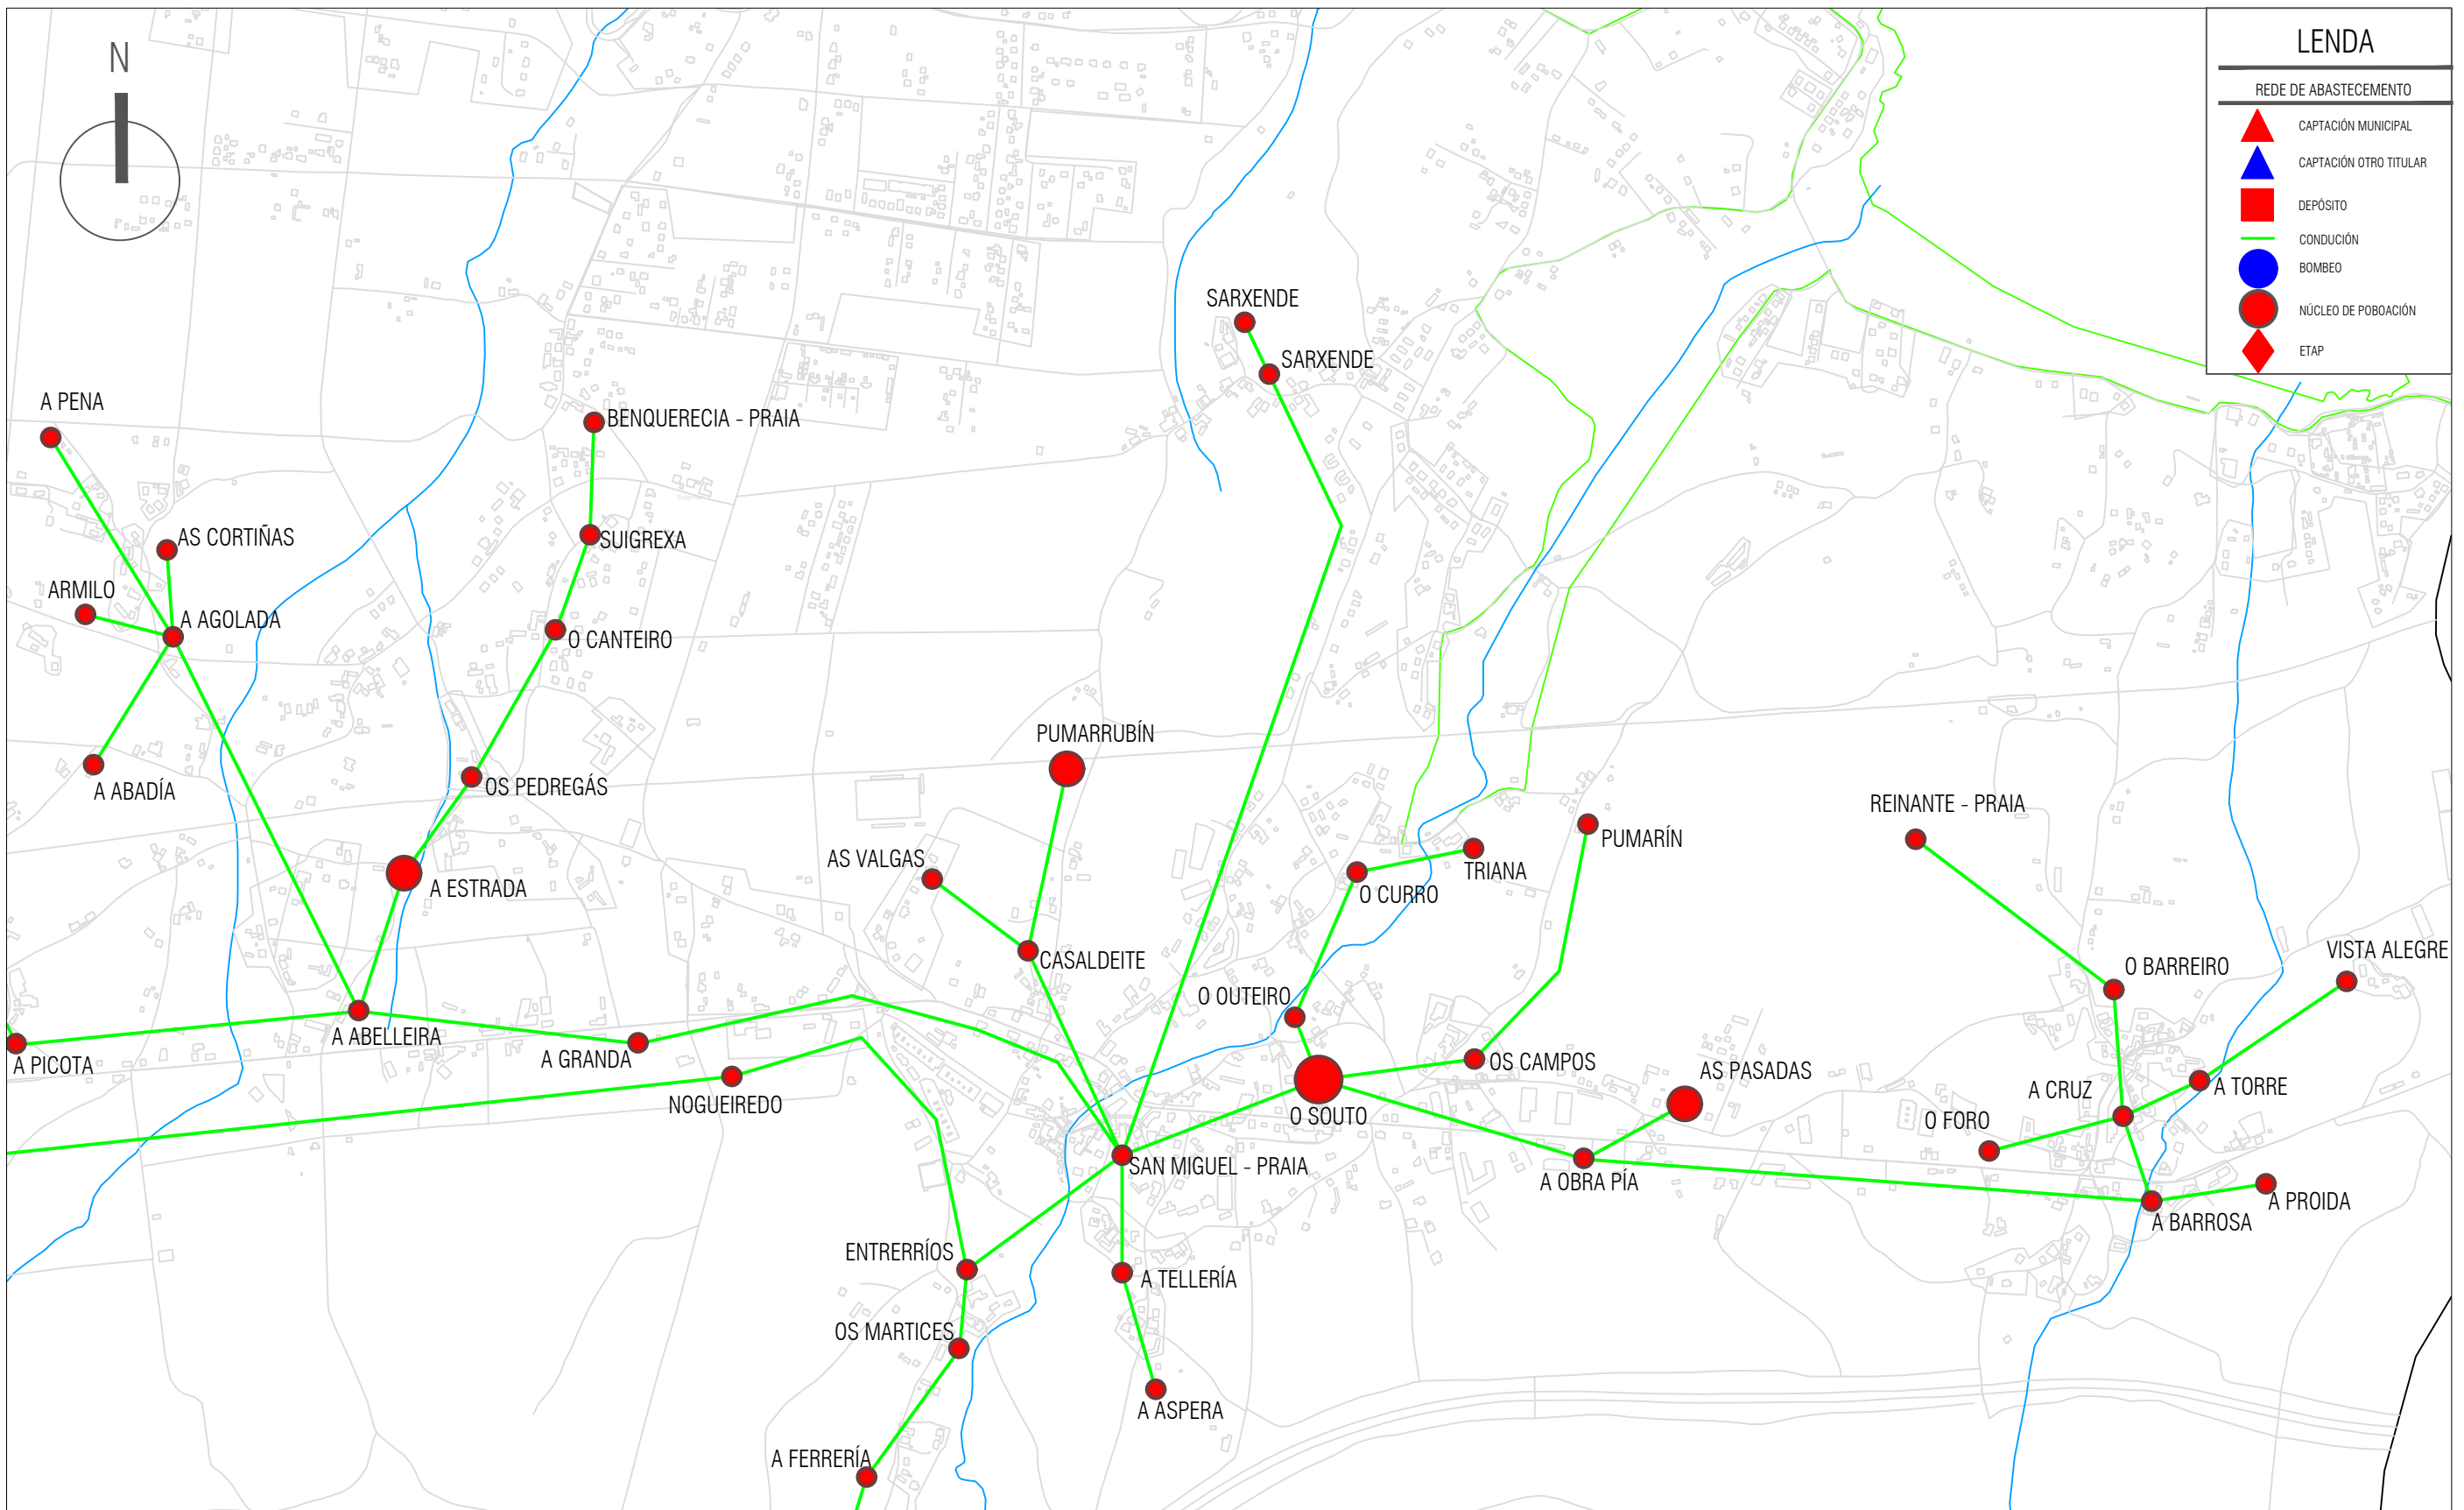 N
LENDA
REDE DE ABASTECEMENTO
CAPTACIÓN MUNICIPAL
CAPTACIÓN OTRO TITULAR
DEPÓSITO
CONDUCIÓN
BOMBEO
NÚCLEO DE POBOACIÓN
ETAP
SARXENDE
SARXENDE
A PENA
BENQUERECIA - PRAIA
AS CORTIÑAS
SUIGREXA
ARMILO
A AGOLADA
O CANTEIRO
PUMARRUBÍN
A ABADÍA
OS PEDREGÁS
REINANTE - PRAIA
PUMARÍN
AS VALGAS
TRIANA
A ESTRADA
O CURRO
VISTA ALEGRE
CASALDEITE
O BARREIRO
O OUTEIRO
A ABELLEIRA
A GRANDA
A PICOTA
OS CAMPOS
AS PASADAS
A CRUZ
A TORRE
NOGUEIREDO
O SOUTO
O FORO
SAN MIGUEL - PRAIA
A OBRA PÍA
A PROIDA
A BARROSA
ENTRERRÍOS
A TELLERÍA
OS MARTICES
A ASPERA
A FERRERÍA